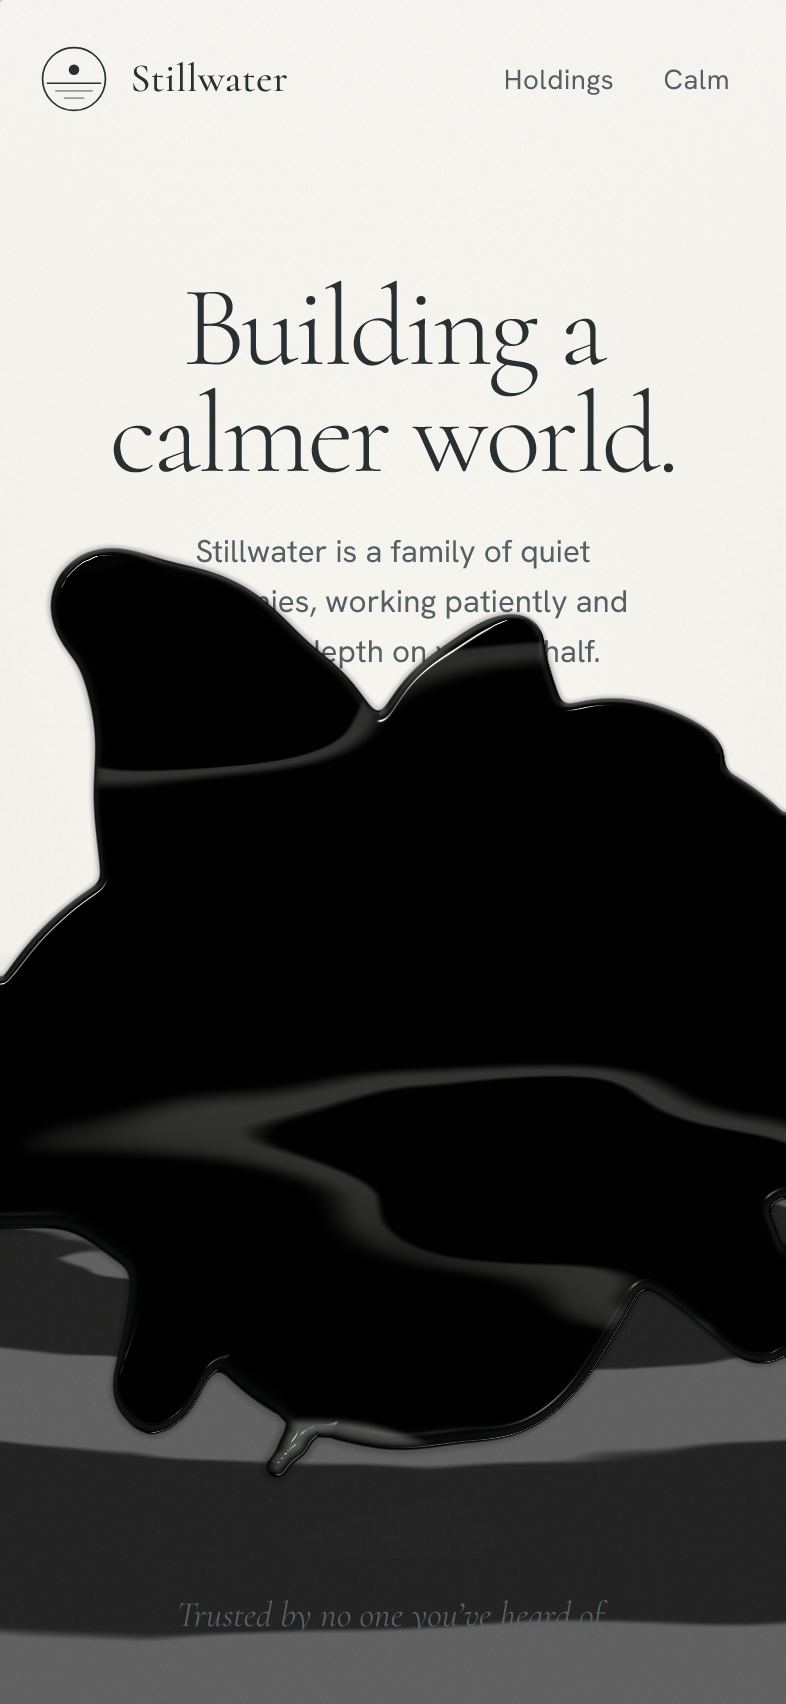 Stillwater
Holdings Calm
Building a
calmer world.
Stillwater is a family of quiet
working patiently and
on
Trusted by no one you’ve heard of